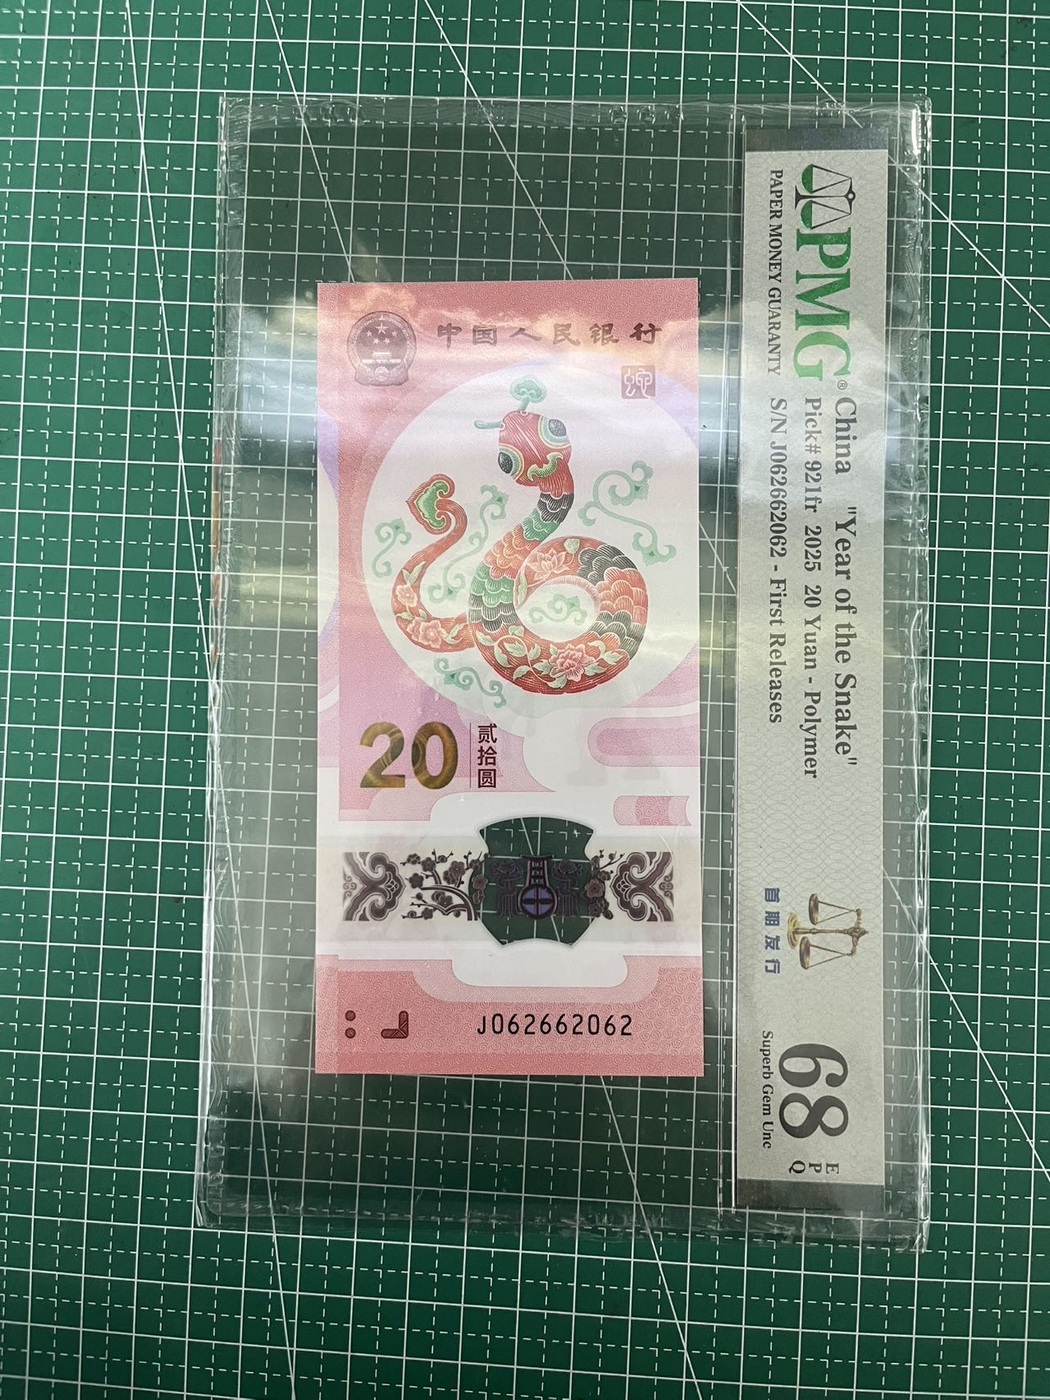 中国人民银行
蛇
20
贰拾圆
J062662062
PMG®
PAPER MONEY GUARANTY
China "Year of the Snake"
Pick# 921fr 2025 20 Yuan - Polymer
S/N J062662062 - First Releases
首期发行
68 EPQ
Superb Gem Unc